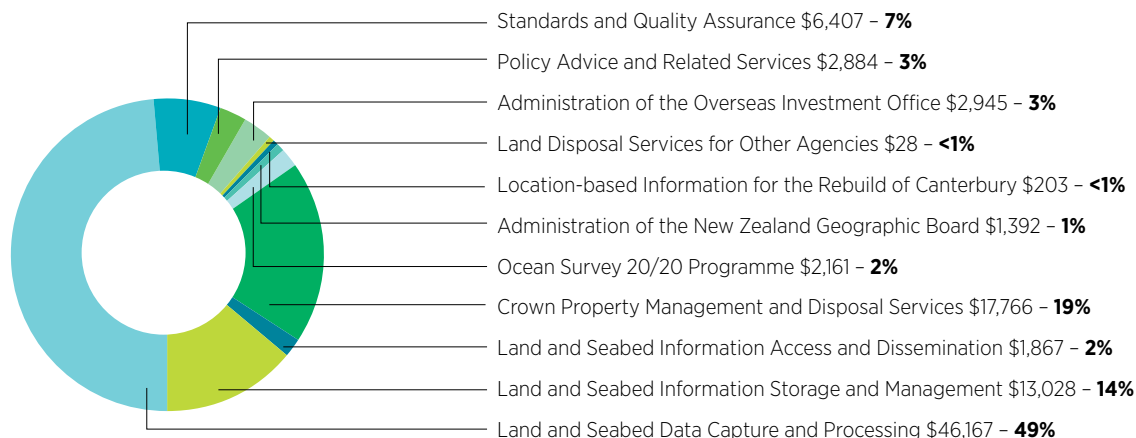 Standards and Quality Assurance $6,407 – 7%
Policy Advice and Related Services $2,884 – 3%
Administration of the Overseas Investment Office $2,945 – 3%
Land Disposal Services for Other Agencies $28 – <1%
Location-based Information for the Rebuild of Canterbury $203 – <1%
Administration of the New Zealand Geographic Board $1,392 – 1%
Ocean Survey 20/20 Programme $2,161 – 2%
Crown Property Management and Disposal Services $17,766 – 19%
Land and Seabed Information Access and Dissemination $1,867 – 2%
Land and Seabed Information Storage and Management $13,028 – 14%
Land and Seabed Data Capture and Processing $46,167 – 49%